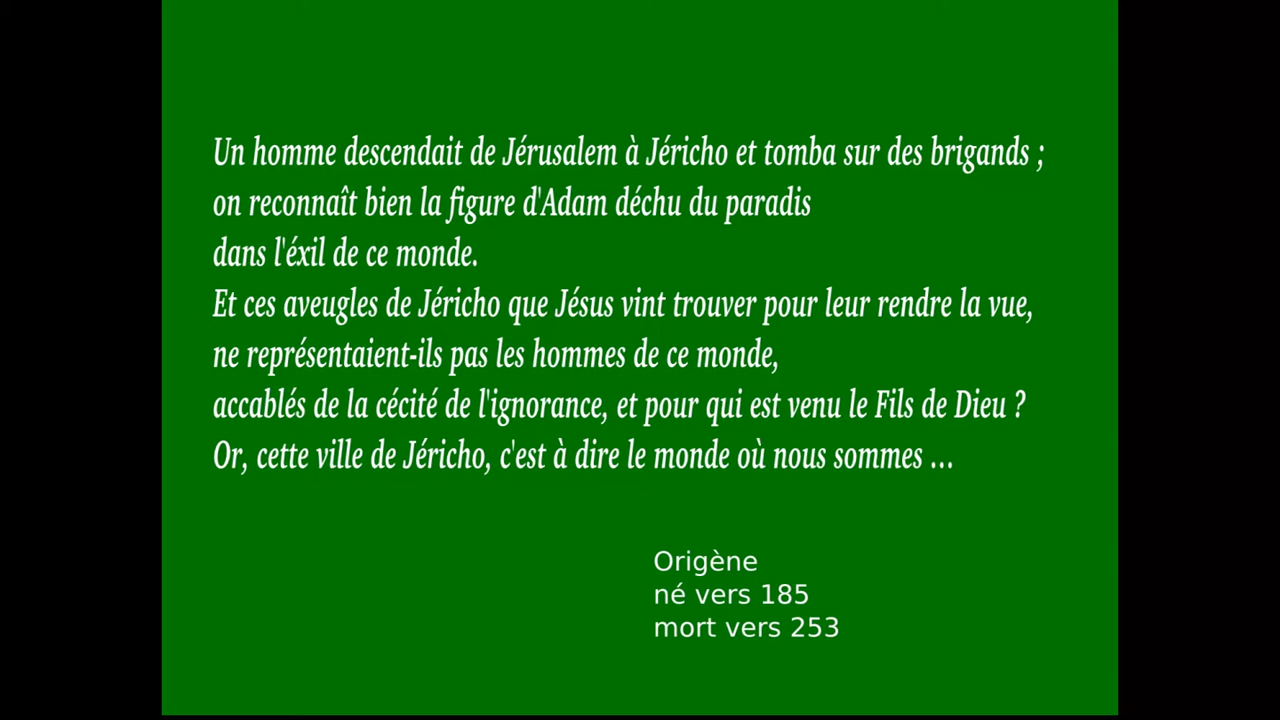 Un homme descendait de Jérusalem à Jéricho et tomba sur des brigands ;
on reconnaît bien la figure d'Adam déchu du paradis
dans l'éxil de ce monde.
Et ces aveugles de Jéricho que Jésus vint trouver pour leur rendre la vue,
ne représentaient-ils pas les hommes de ce monde,
accablés de la cécité de l'ignorance, et pour qui est venu le Fils de Dieu ?
Or, cette ville de Jéricho, c'est à dire le monde où nous sommes ...
Origène
né vers 185
mort vers 253